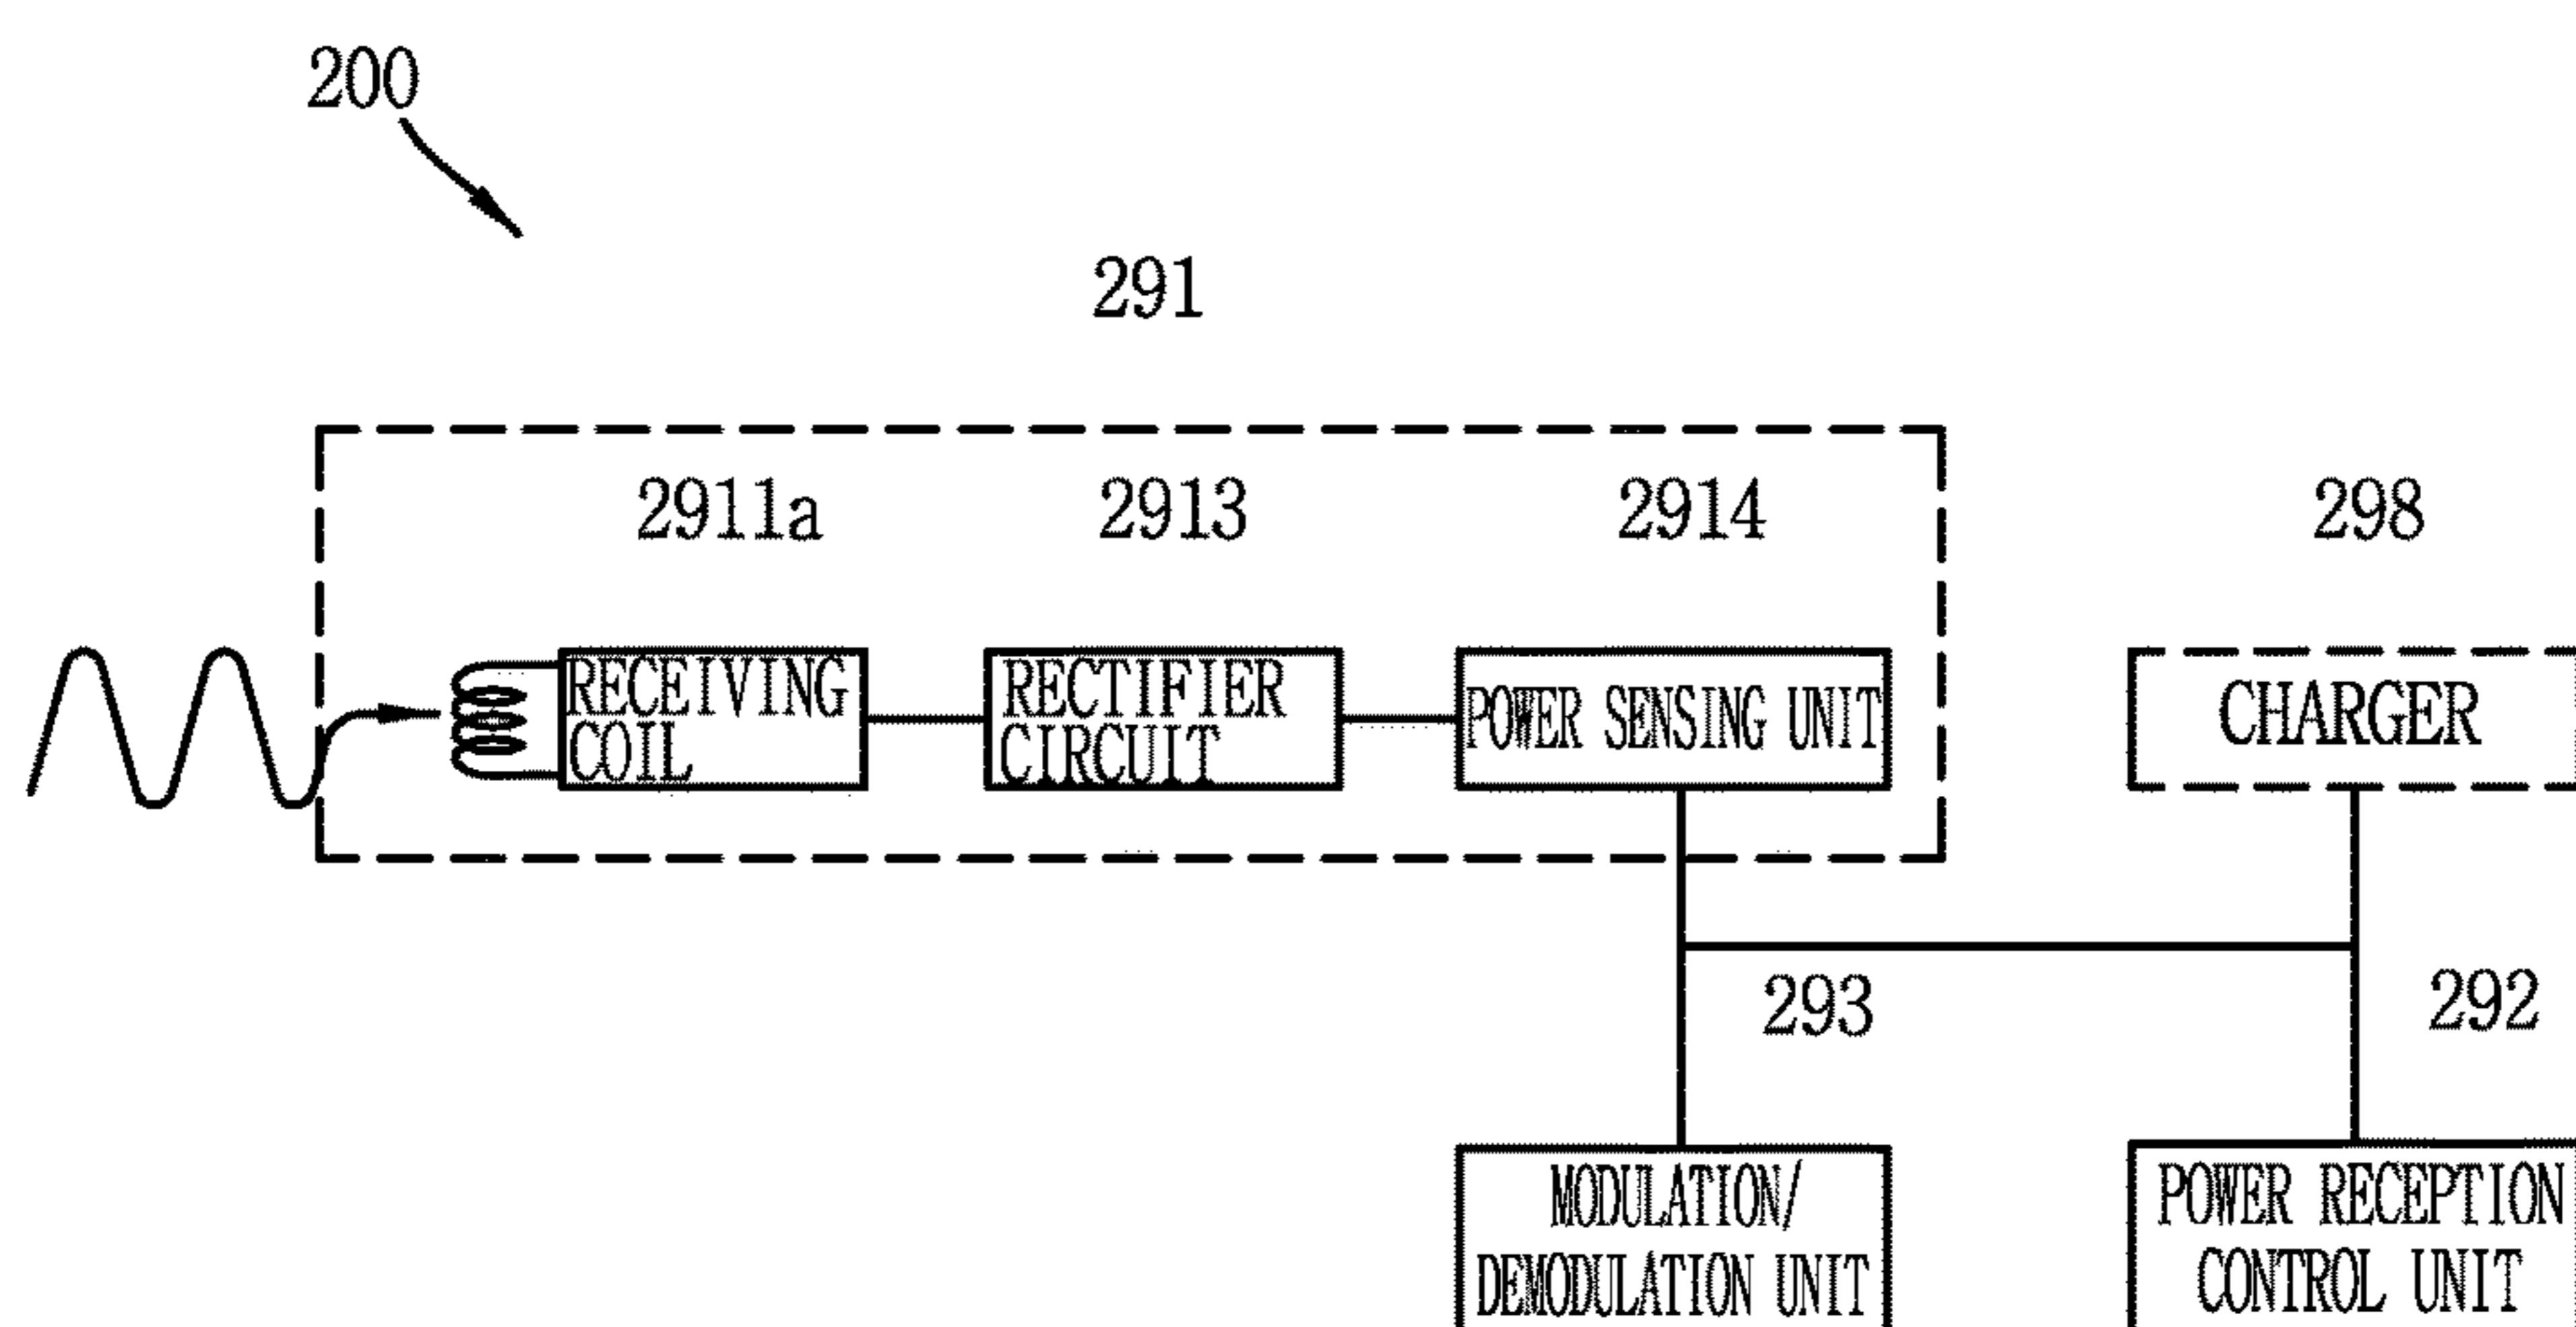 200
291
2911a
2913
2914
298
RECEIVING
COIL
RECTIFIER
CIRCUIT
POWER SENSING UNIT
CHARGER
293
292
MODULATION/
DEMODULATION UNIT
POWER RECEPTION
CONTROL UNIT